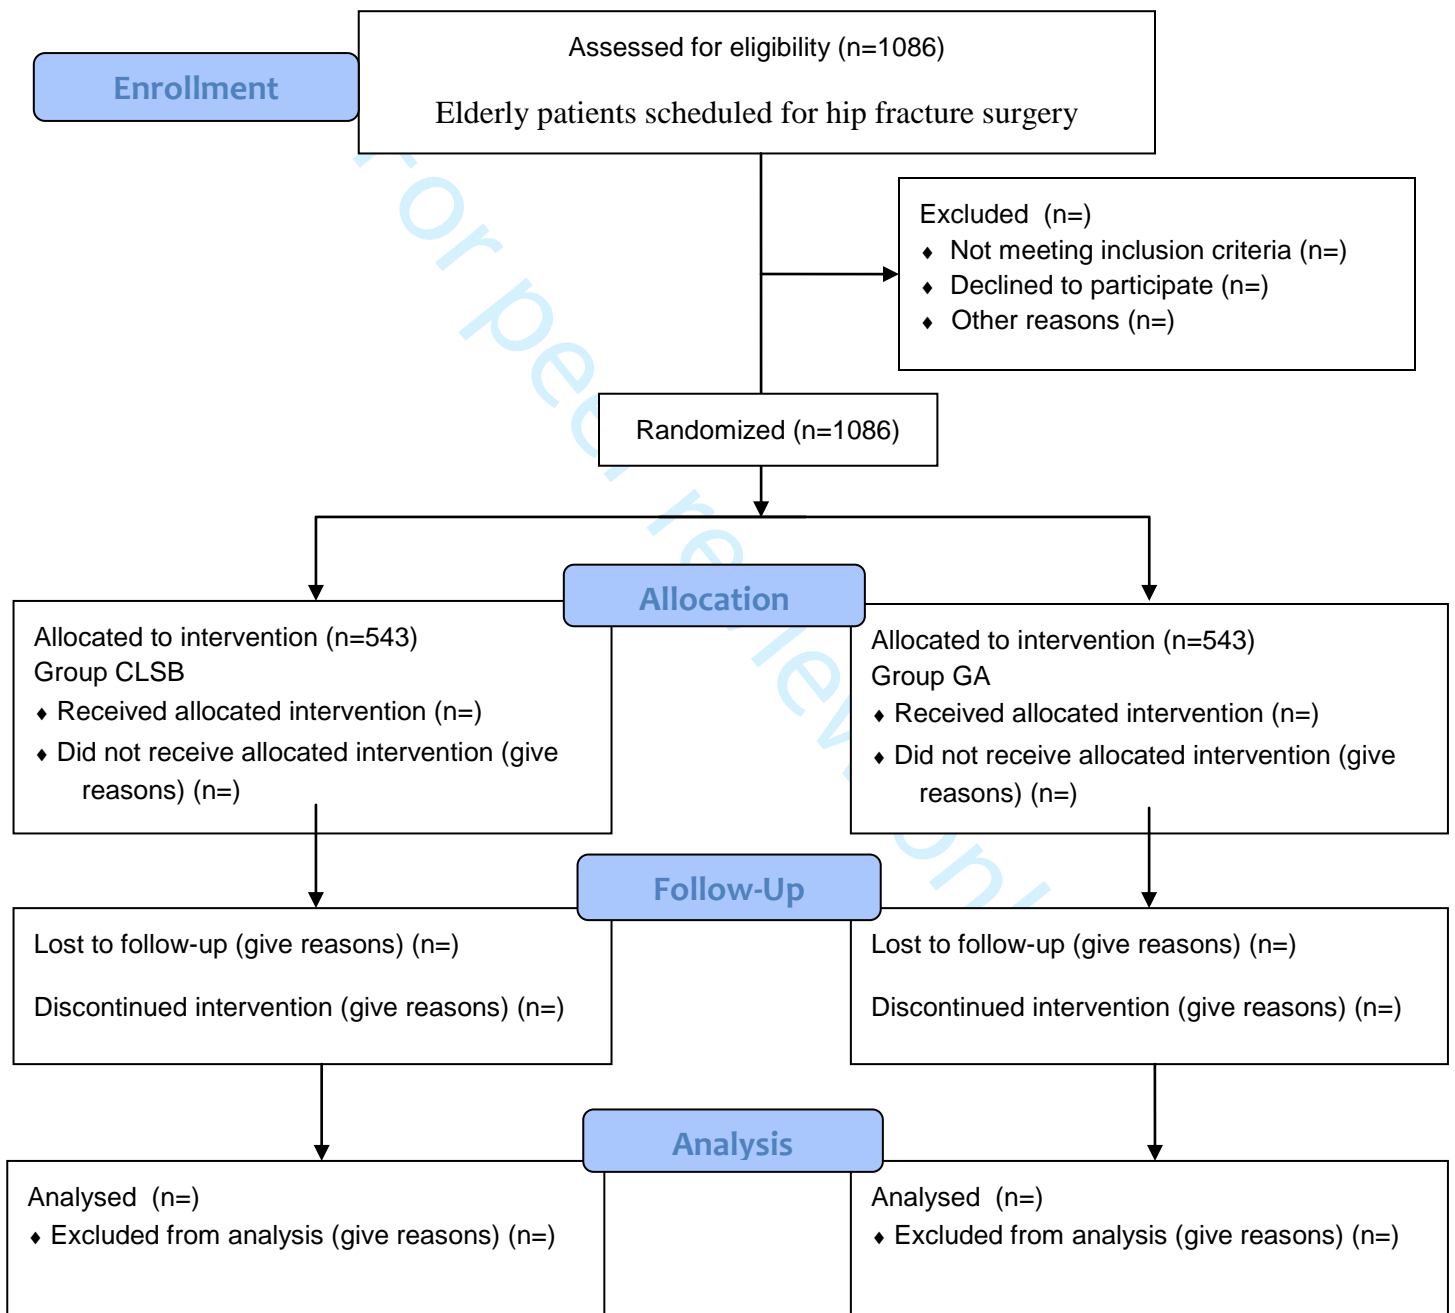 Enrollment
Assessed for eligibility (n=1086)
Elderly patients scheduled for hip fracture surgery
Excluded  (n=)
♦ Not meeting inclusion criteria (n=)
♦ Declined to participate (n=)
♦ Other reasons (n=)
Randomized (n=1086)
Allocation
Allocated to intervention (n=543)
Group CLSB
♦ Received allocated intervention (n=)
♦ Did not receive allocated intervention (give
reasons) (n=)
Allocated to intervention (n=543)
Group GA
♦ Received allocated intervention (n=)
♦ Did not receive allocated intervention (give
reasons) (n=)
Follow-Up
Lost to follow-up (give reasons) (n=)
Discontinued intervention (give reasons) (n=)
Lost to follow-up (give reasons) (n=)
Discontinued intervention (give reasons) (n=)
Analysis
Analysed  (n=)
♦ Excluded from analysis (give reasons) (n=)
Analysed  (n=)
♦ Excluded from analysis (give reasons) (n=)
For peer review only